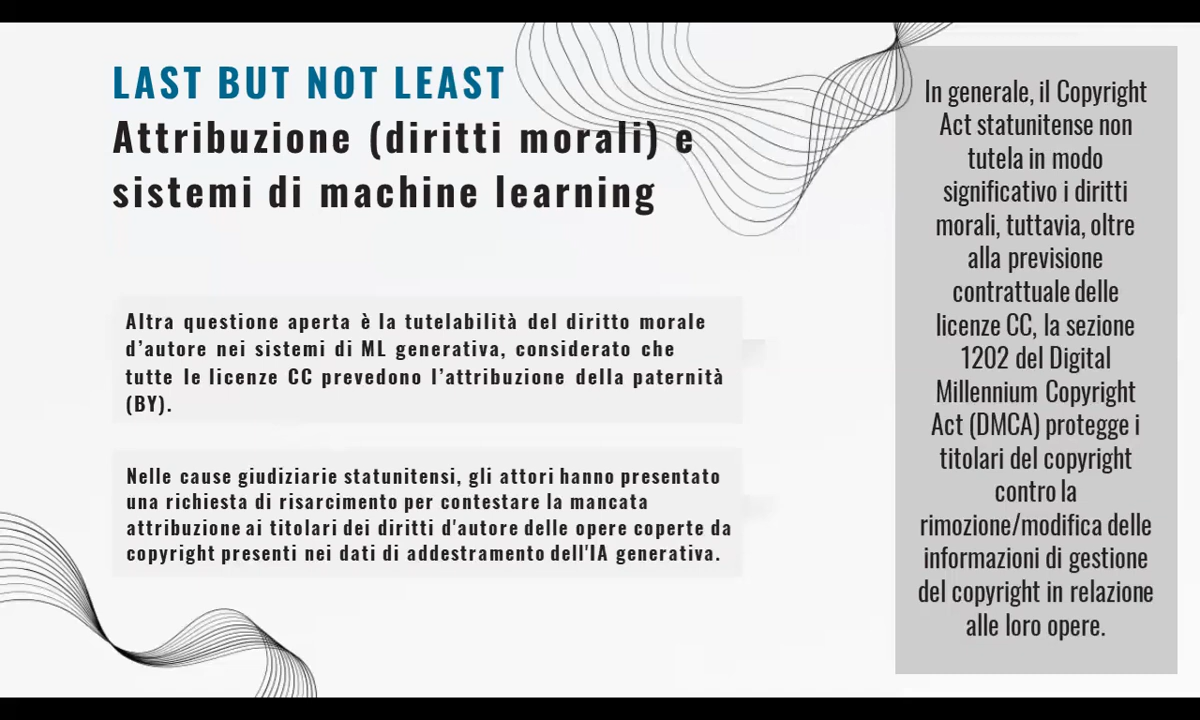 LAST BUT NOT LEAST
Attribuzione (diritti morali) e
sistemi di machine learning
Altra questione aperta è la tutelabilità del diritto morale
d’autore nei sistemi di ML generativa, considerato che
tutte le licenze CC prevedono l’attribuzione della paternità
(BY).
Nelle cause giudiziarie statunitensi, gli attori hanno presentato
una richiesta di risarcimento per contestare la mancata
attribuzione ai titolari dei diritti d'autore delle opere coperte da
copyright presenti nei dati di addestramento dell'IA generativa.
In generale, il Copyright
Act statunitense non
tutela in modo
significativo i diritti
morali, tuttavia, oltre
alla previsione
contrattuale delle
licenze CC, la sezione
1202 del Digital
Millennium Copyright
Act (DMCA) protegge i
titolari del copyright
contro la
rimozione/modifica delle
informazioni di gestione
del copyright in relazione
alle loro opere.